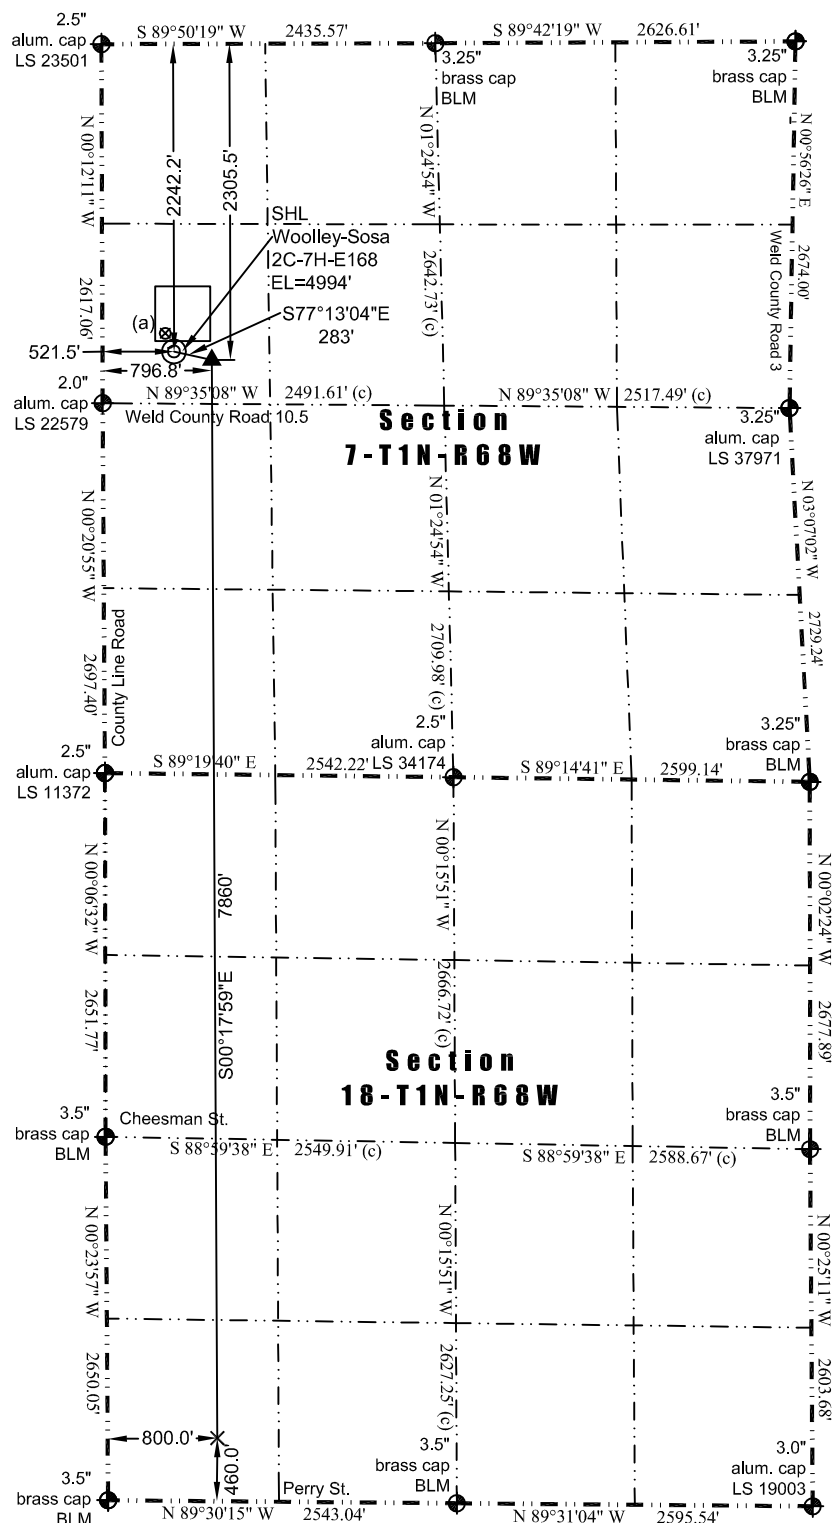 2.5"
alum. cap
LS 23501
S 89°50'19" W 2435.57'
S 89°42'19" W 2626.61'
3.25"
brass cap
BLM
3.25"
brass cap
BLM
N 00°12'11" W
2617.06'
2242.2'
2305.5'
N 01°24'54" W
2642.73' (c)
N 00°56'26" E
2674.00'
Weld County Road 3
SHL
Woolley-Sosa
2C-7H-E168
EL=4994'
S77°13'04"E
283'
(a)
521.5'
796.8'
2.0"
alum. cap
LS 22579
N 89°35'08" W 2491.61' (c)
N 89°35'08" W 2517.49' (c)
Weld County Road 10.5
Section
7-T1N-R68W
3.25"
alum. cap
LS 37971
N 00°20'55" W
2697.40'
County Line Road
N 01°24'54" W
2709.98' (c)
N 03°07'02" W
2729.24'
2.5"
alum. cap
LS 11372
S 89°19'40" E 2542.22'
2.5"
alum. cap
LS 34174
S 89°14'41" E 2599.14'
3.25"
brass cap
BLM
N 00°06'32" W
2651.77'
7860'
S00°17'59"E
N 00°15'51" W
2666.72' (c)
N 00°02'24" W
2677.89'
Section
18-T1N-R68W
3.5"
brass cap
BLM
Cheesman St.
S 88°59'38" E 2549.91' (c)
S 88°59'38" E 2588.67' (c)
3.5"
brass cap
BLM
N 00°23'57" W
2650.05'
N 00°15'51" W
2627.25' (c)
N 00°25'11" W
2603.68'
800.0'
460.0'
3.5"
brass cap
BLM
Perry St.
N 89°30'15" W 2543.04'
3.5"
brass cap
BLM
N 89°31'04" W 2595.54'
3.0"
alum. cap
LS 19003